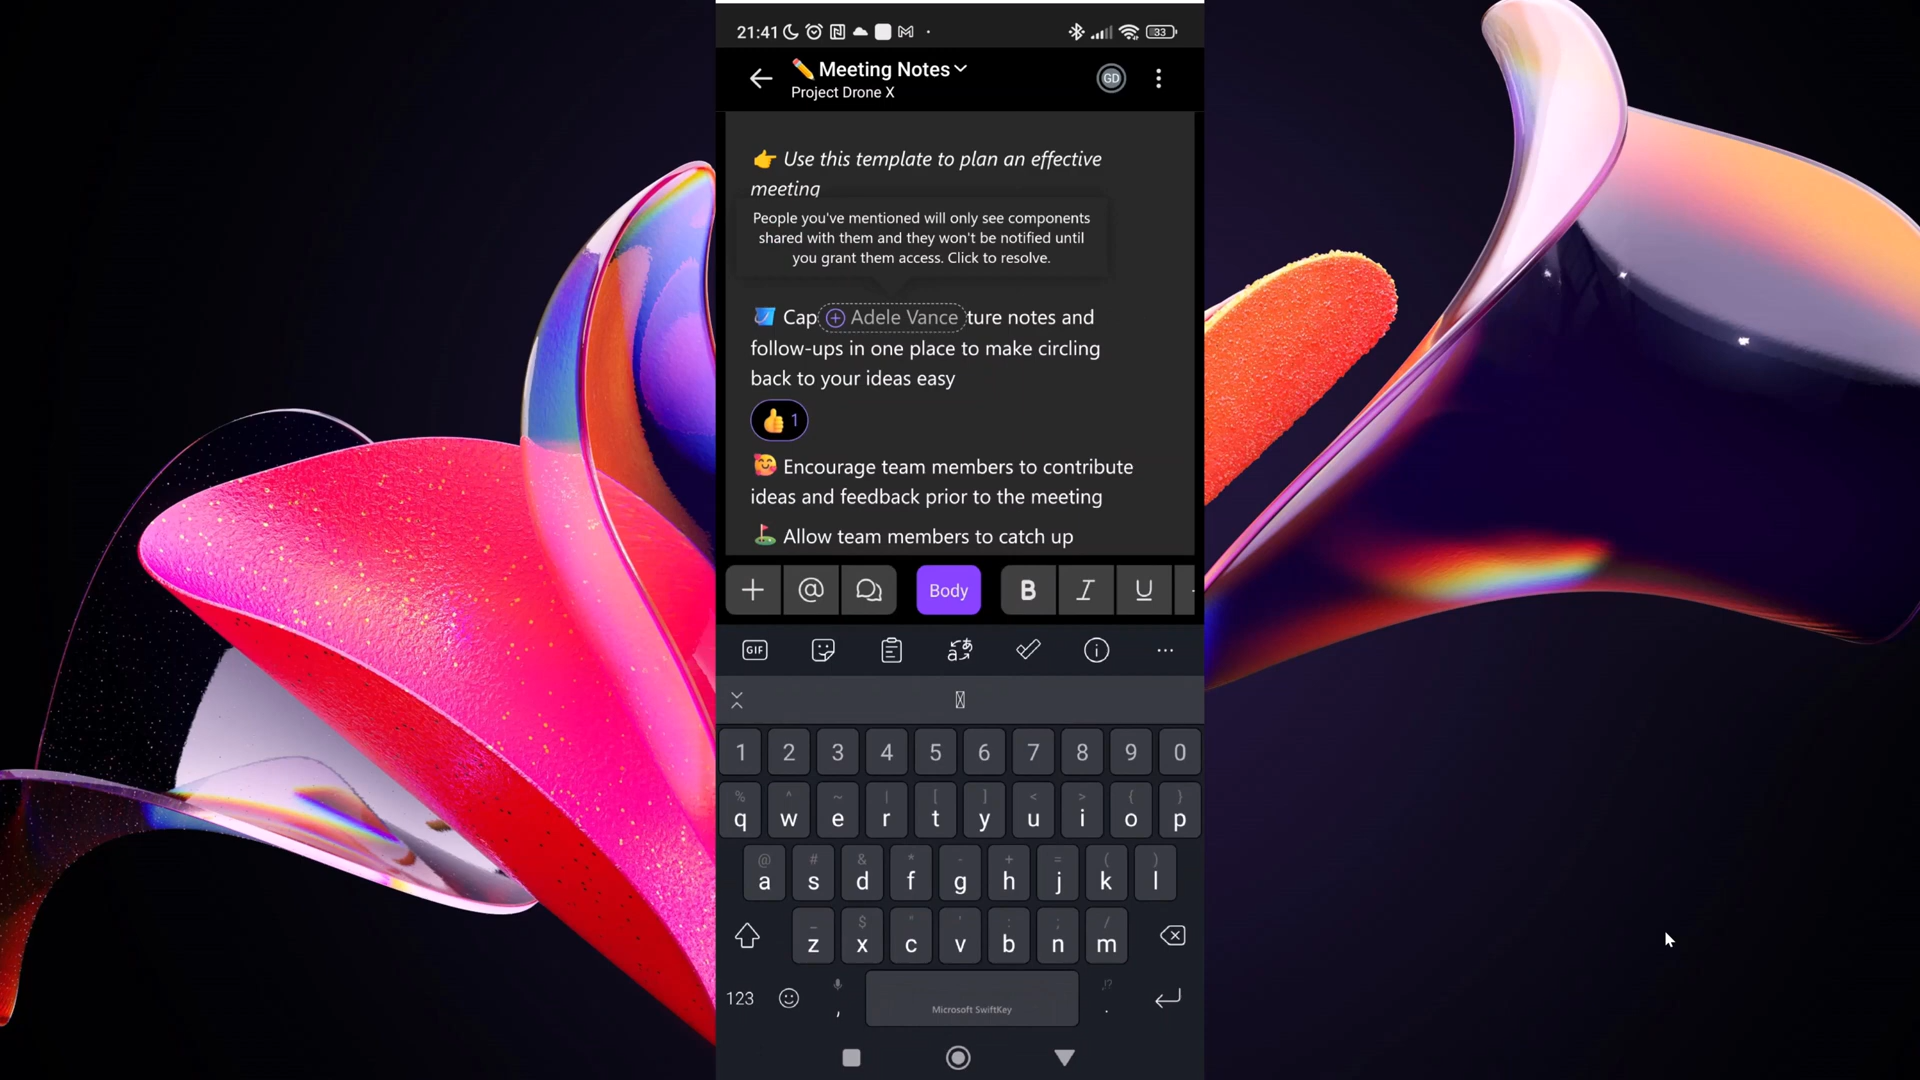 21:41 33
✏️ Meeting Notes
GD
Project Drone X
👉 Use this template to plan an effective
meeting
People you've mentioned will only see components
shared with them and they won't be notified until
you grant them access. Click to resolve.
Cap Adele Vance ture notes and
follow-ups in one place to make circling
back to your ideas easy
👍 1
🥰 Encourage team members to contribute
ideas and feedback prior to the meeting
⛳ Allow team members to catch up
+ @ Body B I U
GIF
1 2 3 4 5 6 7 8 9 0
% ^ ~ | [ ] < > { }
q w e r t y u i o p
@ # & * - + = ( )
a s d f g h j k l
_ $ " ' : ; /
z x c v b n m
123 , Microsoft SwiftKey .